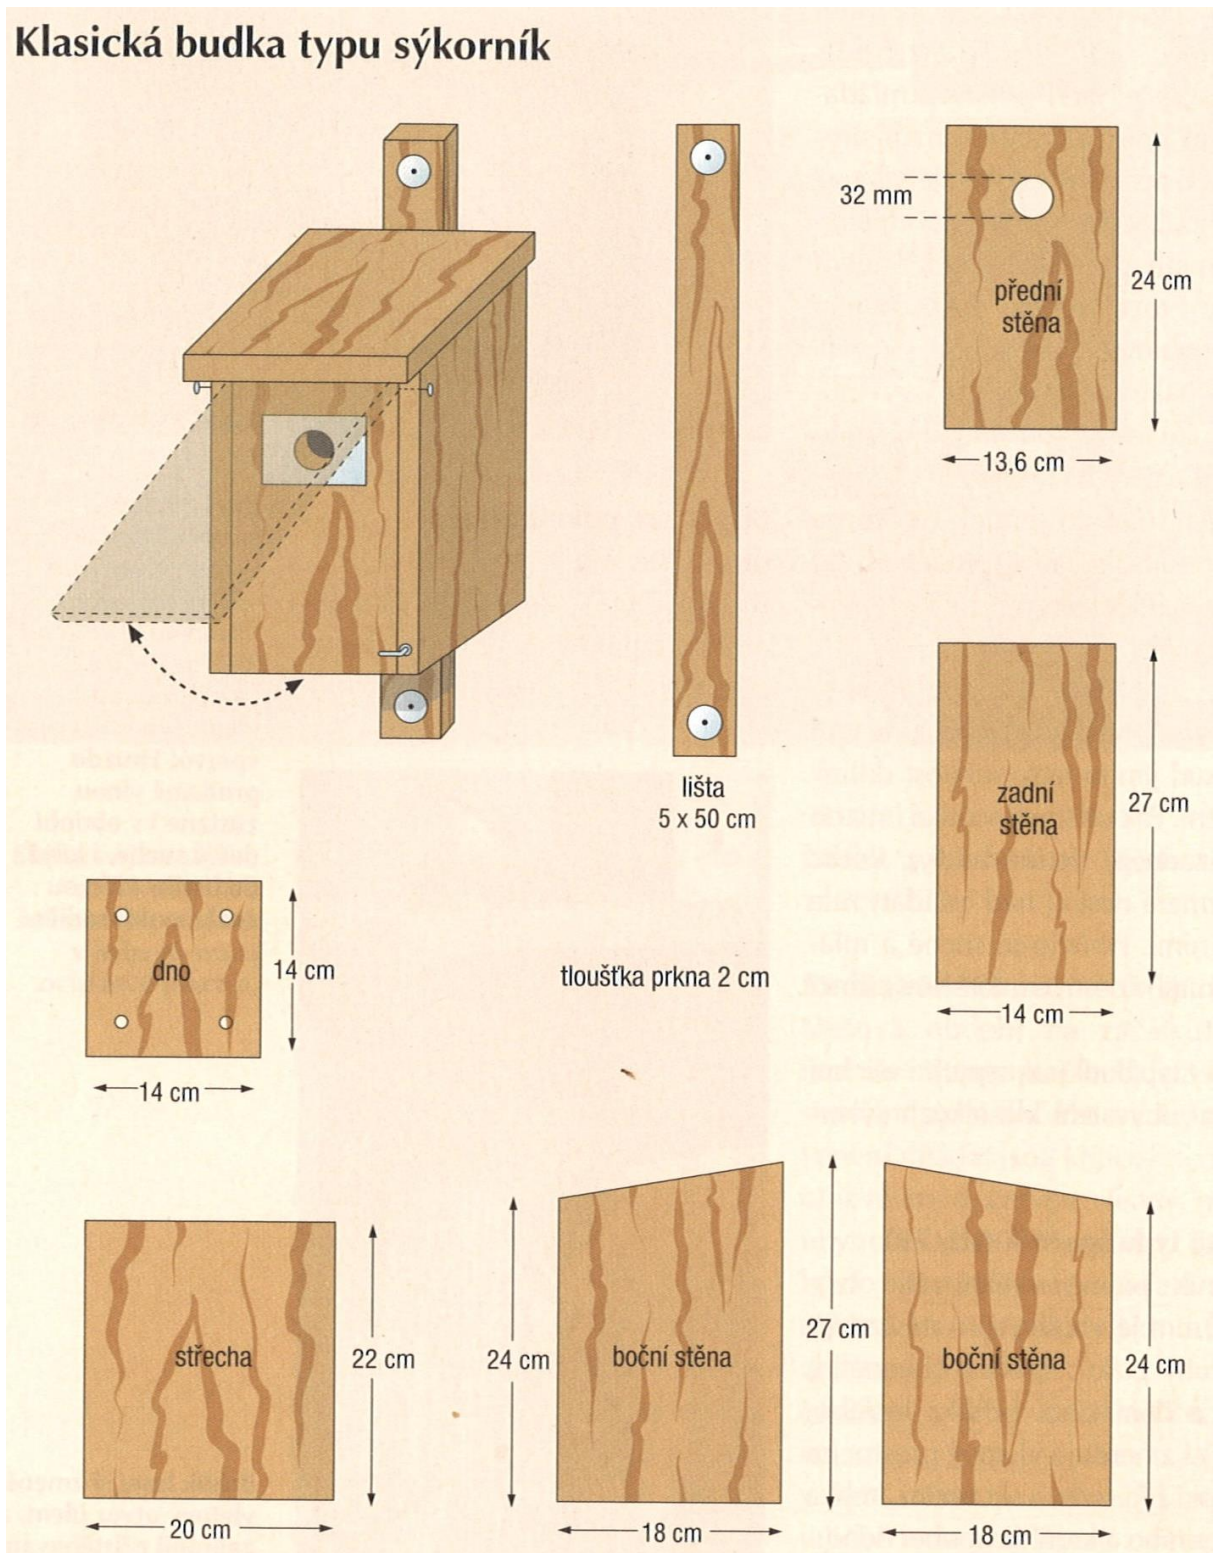 Klasická budka typu sýkorník
32 mm
přední
stěna
24 cm
13,6 cm
lišta
5 x 50 cm
zadní
stěna
27 cm
14 cm
dno
14 cm
14 cm
tloušťka prkna 2 cm
střecha
22 cm
20 cm
24 cm
boční stěna
27 cm
18 cm
boční stěna
24 cm
18 cm